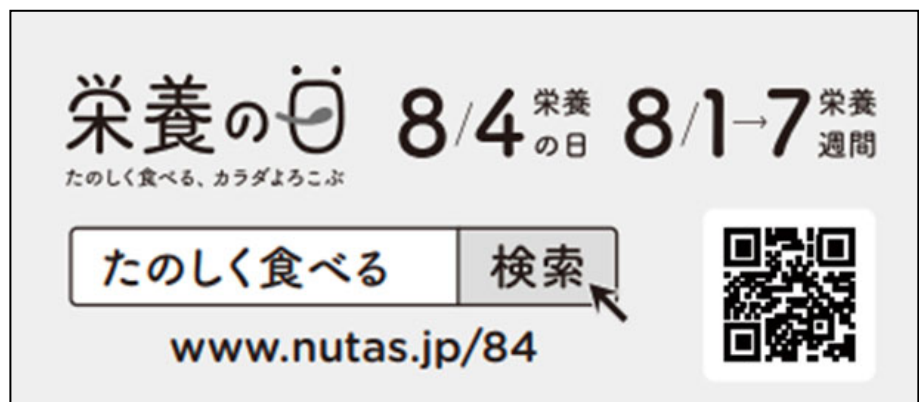 栄養の日
たのしく食べる、カラダよろこぶ
8/4 栄養の日
8/1→7 栄養週間
たのしく食べる 検索
www.nutas.jp/84